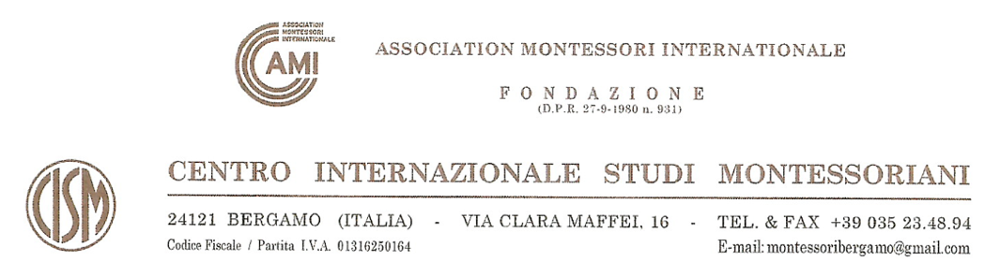 ASSOCIATION
MONTESSORI
INTERNATIONALE
AMI
ASSOCIATION MONTESSORI INTERNATIONALE
FONDAZIONE
(D.P.R. 27-9-1980 n. 931)
CISM
CENTRO INTERNAZIONALE STUDI MONTESSORIANI
24121 BERGAMO (ITALIA) - VIA CLARA MAFFEI, 16 - TEL. & FAX +39 035 23.48.94
Codice Fiscale / Partita I.V.A. 01316250164 E-mail: montessoribergamo@gmail.com